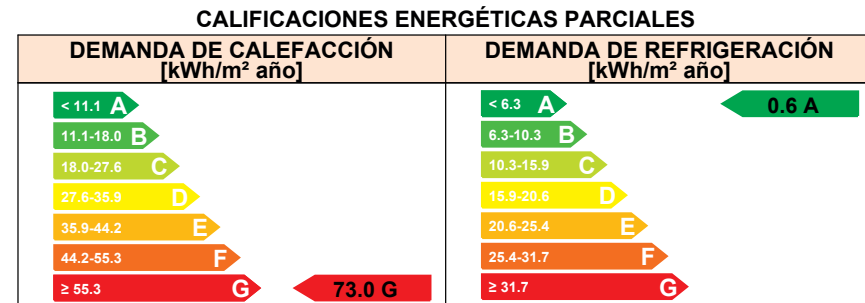 CALIFICACIONES ENERGÉTICAS PARCIALES
DEMANDA DE CALEFACCIÓN
[kWh/m² año]
DEMANDA DE REFRIGERACIÓN
[kWh/m² año]
< 11.1 A
11.1-18.0 B
18.0-27.6 C
27.6-35.9 D
35.9-44.2 E
44.2-55.3 F
≥ 55.3 G
73.0 G
< 6.3 A
0.6 A
6.3-10.3 B
10.3-15.9 C
15.9-20.6 D
20.6-25.4 E
25.4-31.7 F
≥ 31.7 G